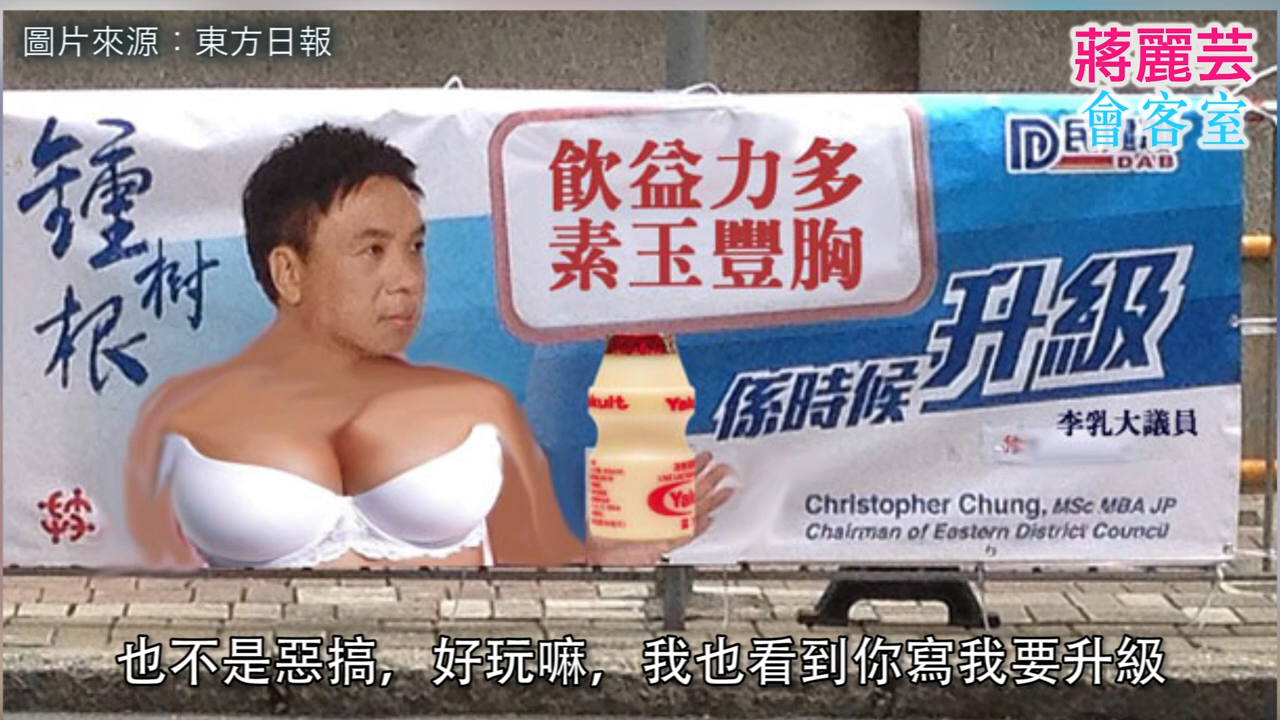 圖片來源：東方日報
蔣麗芸
會客室
鍾樹根
飲益力多
素玉豐胸
DAB
係時候升級
李乳大議員
Yakult
Christopher Chung, MSc MBA JP
Chairman of Eastern District Council
也不是惡搞，好玩嘛，我也看到你寫我要升級